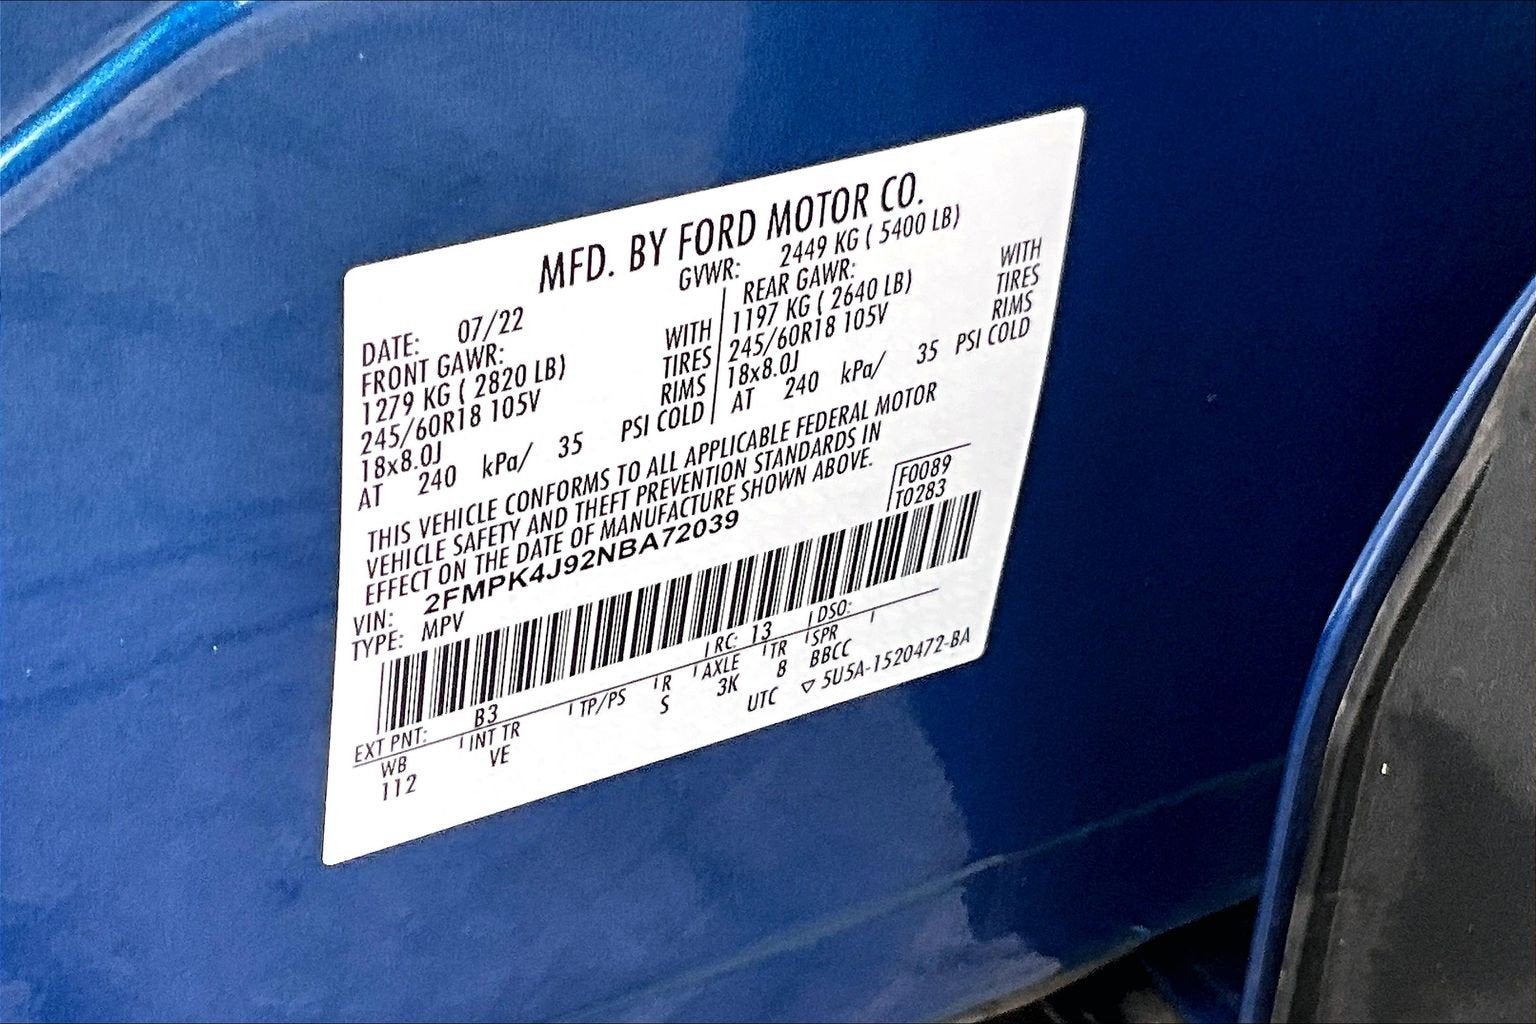 MFD. BY FORD MOTOR CO.
DATE: 07/22 GVWR: 2449 KG ( 5400 LB)
FRONT GAWR: WITH REAR GAWR: WITH
1279 KG ( 2820 LB) TIRES 1197 KG ( 2640 LB) TIRES
245/60R18 105V RIMS 245/60R18 105V RIMS
18x8.0J PSI COLD 18x8.0J PSI COLD
AT 240 kPa/ 35 AT 240 kPa/ 35
THIS VEHICLE CONFORMS TO ALL APPLICABLE FEDERAL MOTOR
VEHICLE SAFETY AND THEFT PREVENTION STANDARDS IN
EFFECT ON THE DATE OF MANUFACTURE SHOWN ABOVE.
F0089
T0283
VIN: 2FMPK4J92NBA72039
TYPE: MPV
EXT PNT: B3 RC: 13 DSO:
WB INT TR TP/PS R AXLE TR SPR
112 VE S 3K 8 BBCC
UTC ▽ 5U5A-1520472-BA